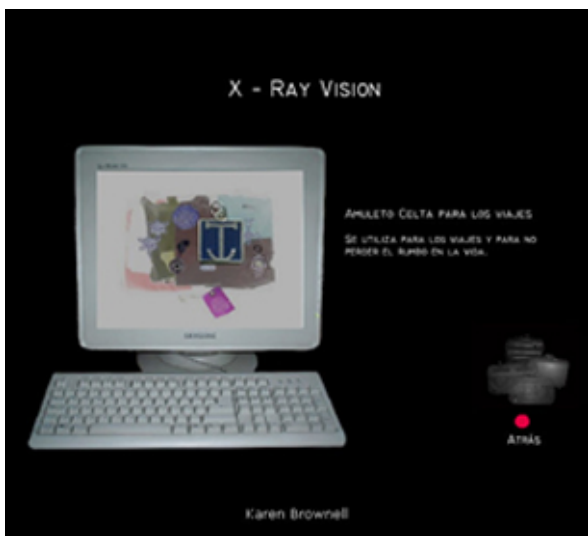 X - RAY VISION
AMULETO CELTA PARA LOS VIAJES
SE UTILIZA PARA LOS VIAJES Y PARA NO
PERDER EL RUMBO EN LA VIDA.
SAMSUNG
ATRÁS
Karen Brownell